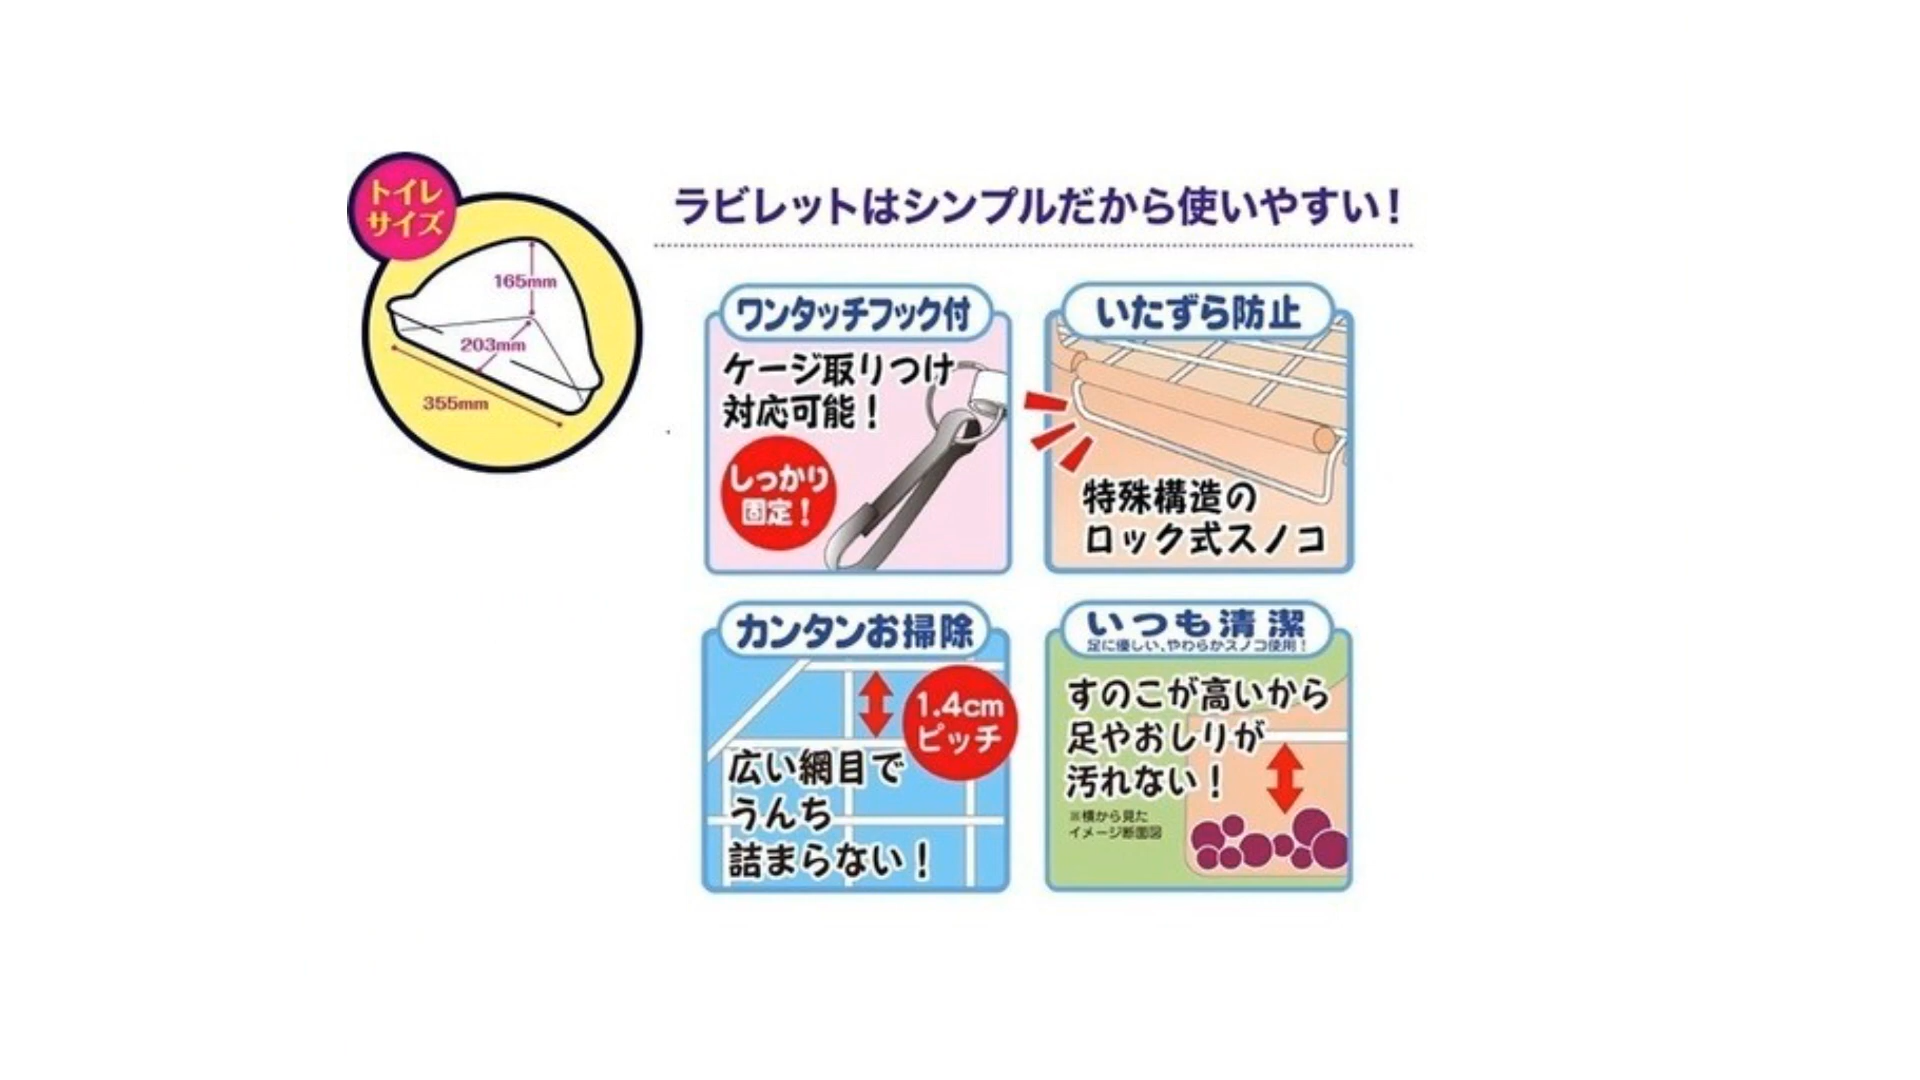 トイレ
サイズ
165mm
203mm
355mm
ラビレットはシンプルだから使いやすい！
ワンタッチフック付
ケージ取りつけ
対応可能！
しっかり
固定！
いたずら防止
特殊構造の
ロック式スノコ
カンタンお掃除
1.4cm
ピッチ
広い網目で
うんち
詰まらない！
いつも清潔
足に優しい、やわらかスノコ使用！
すのこが高いから
足やおしりが
汚れない！
※横から見た
イメージ断面図